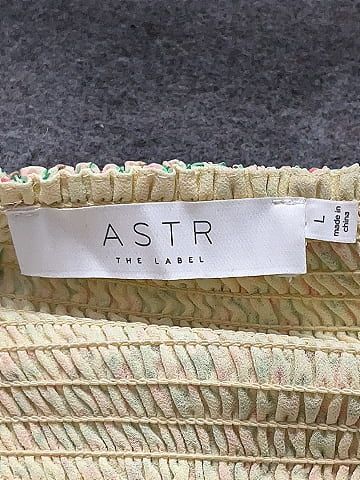 ASTR
THE LABEL
L
made in
china